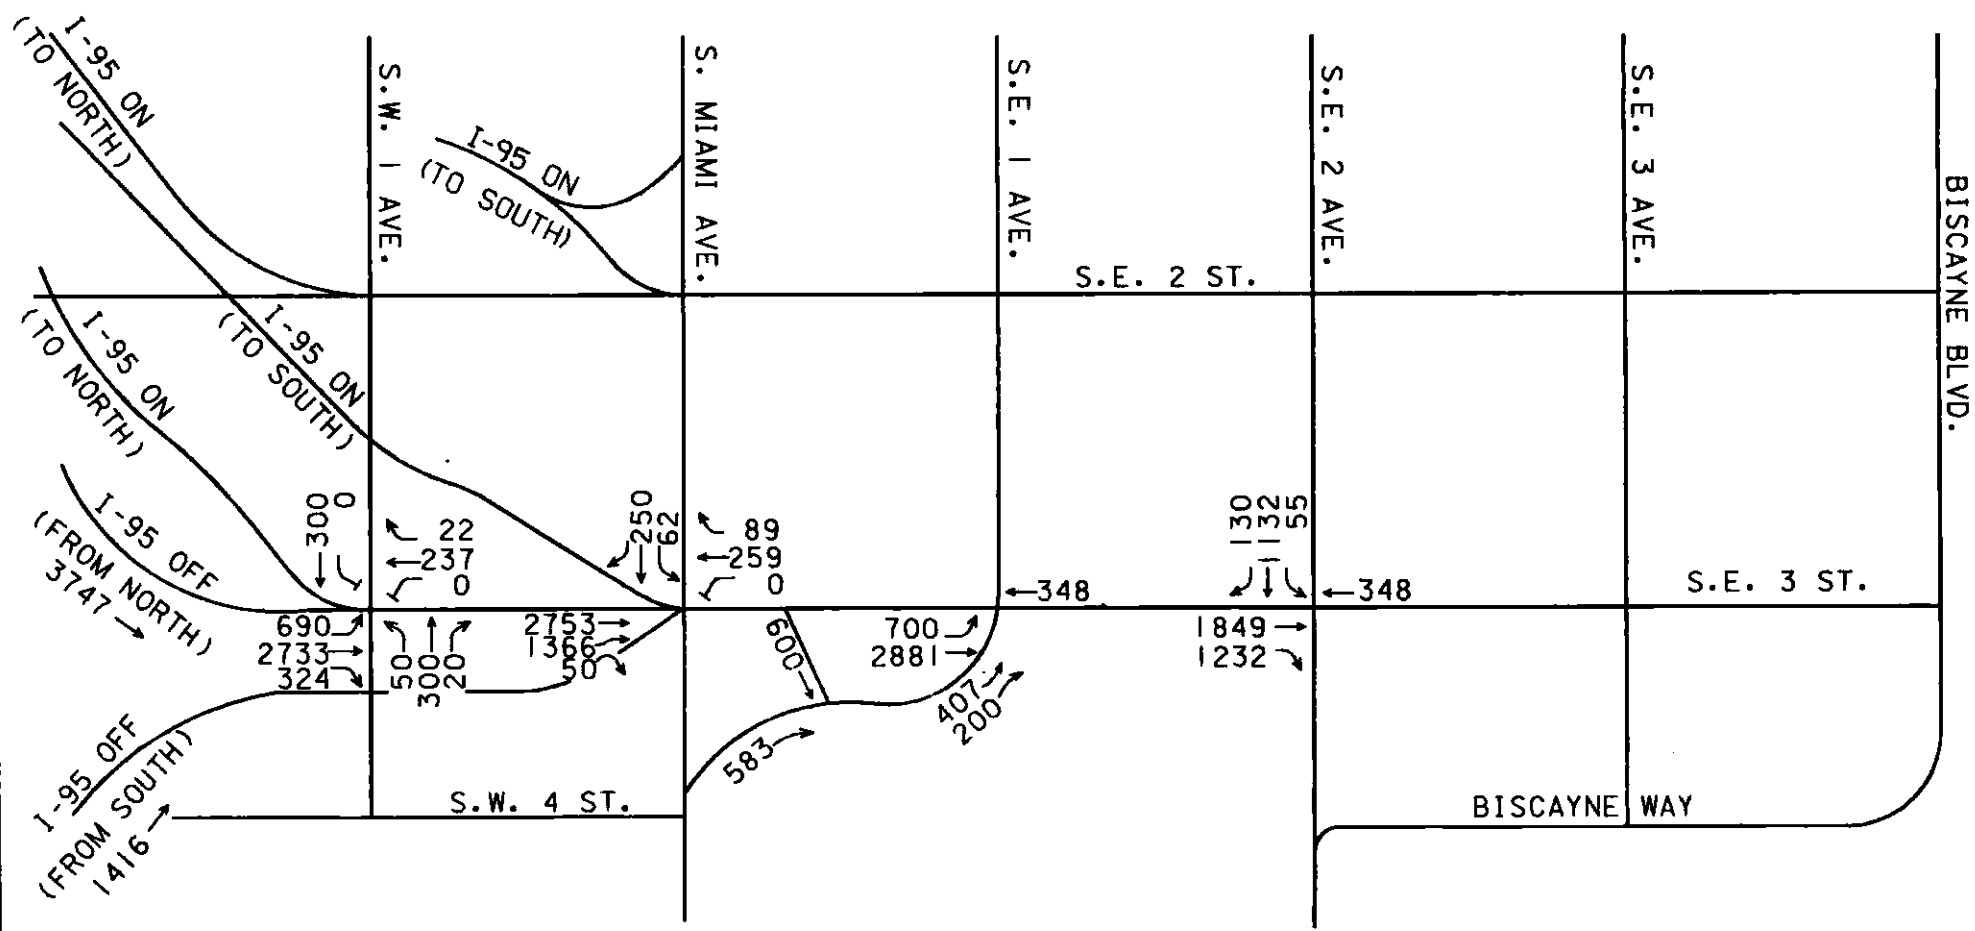 I-95 ON
(TO NORTH)
S.W. 1 AVE.
I-95 ON
(TO SOUTH)
S. MIAMI AVE.
S.E. 1 AVE.
S.E. 2 AVE.
S.E. 3 AVE.
BISCAYNE BLVD.
S.E. 2 ST.
I-95 ON
(TO SOUTH)
I-95 ON
(TO NORTH)
I-95 OFF
(FROM NORTH)
3747
300
0
22
237
0
250
62
89
259
0
348
130
132
55
348
S.E. 3 ST.
690
2733
324
50
300
20
2753
1366
50
600
700
2881
407
200
583
1849
1232
I-95 OFF
(FROM SOUTH)
1416
S.W. 4 ST.
BISCAYNE WAY